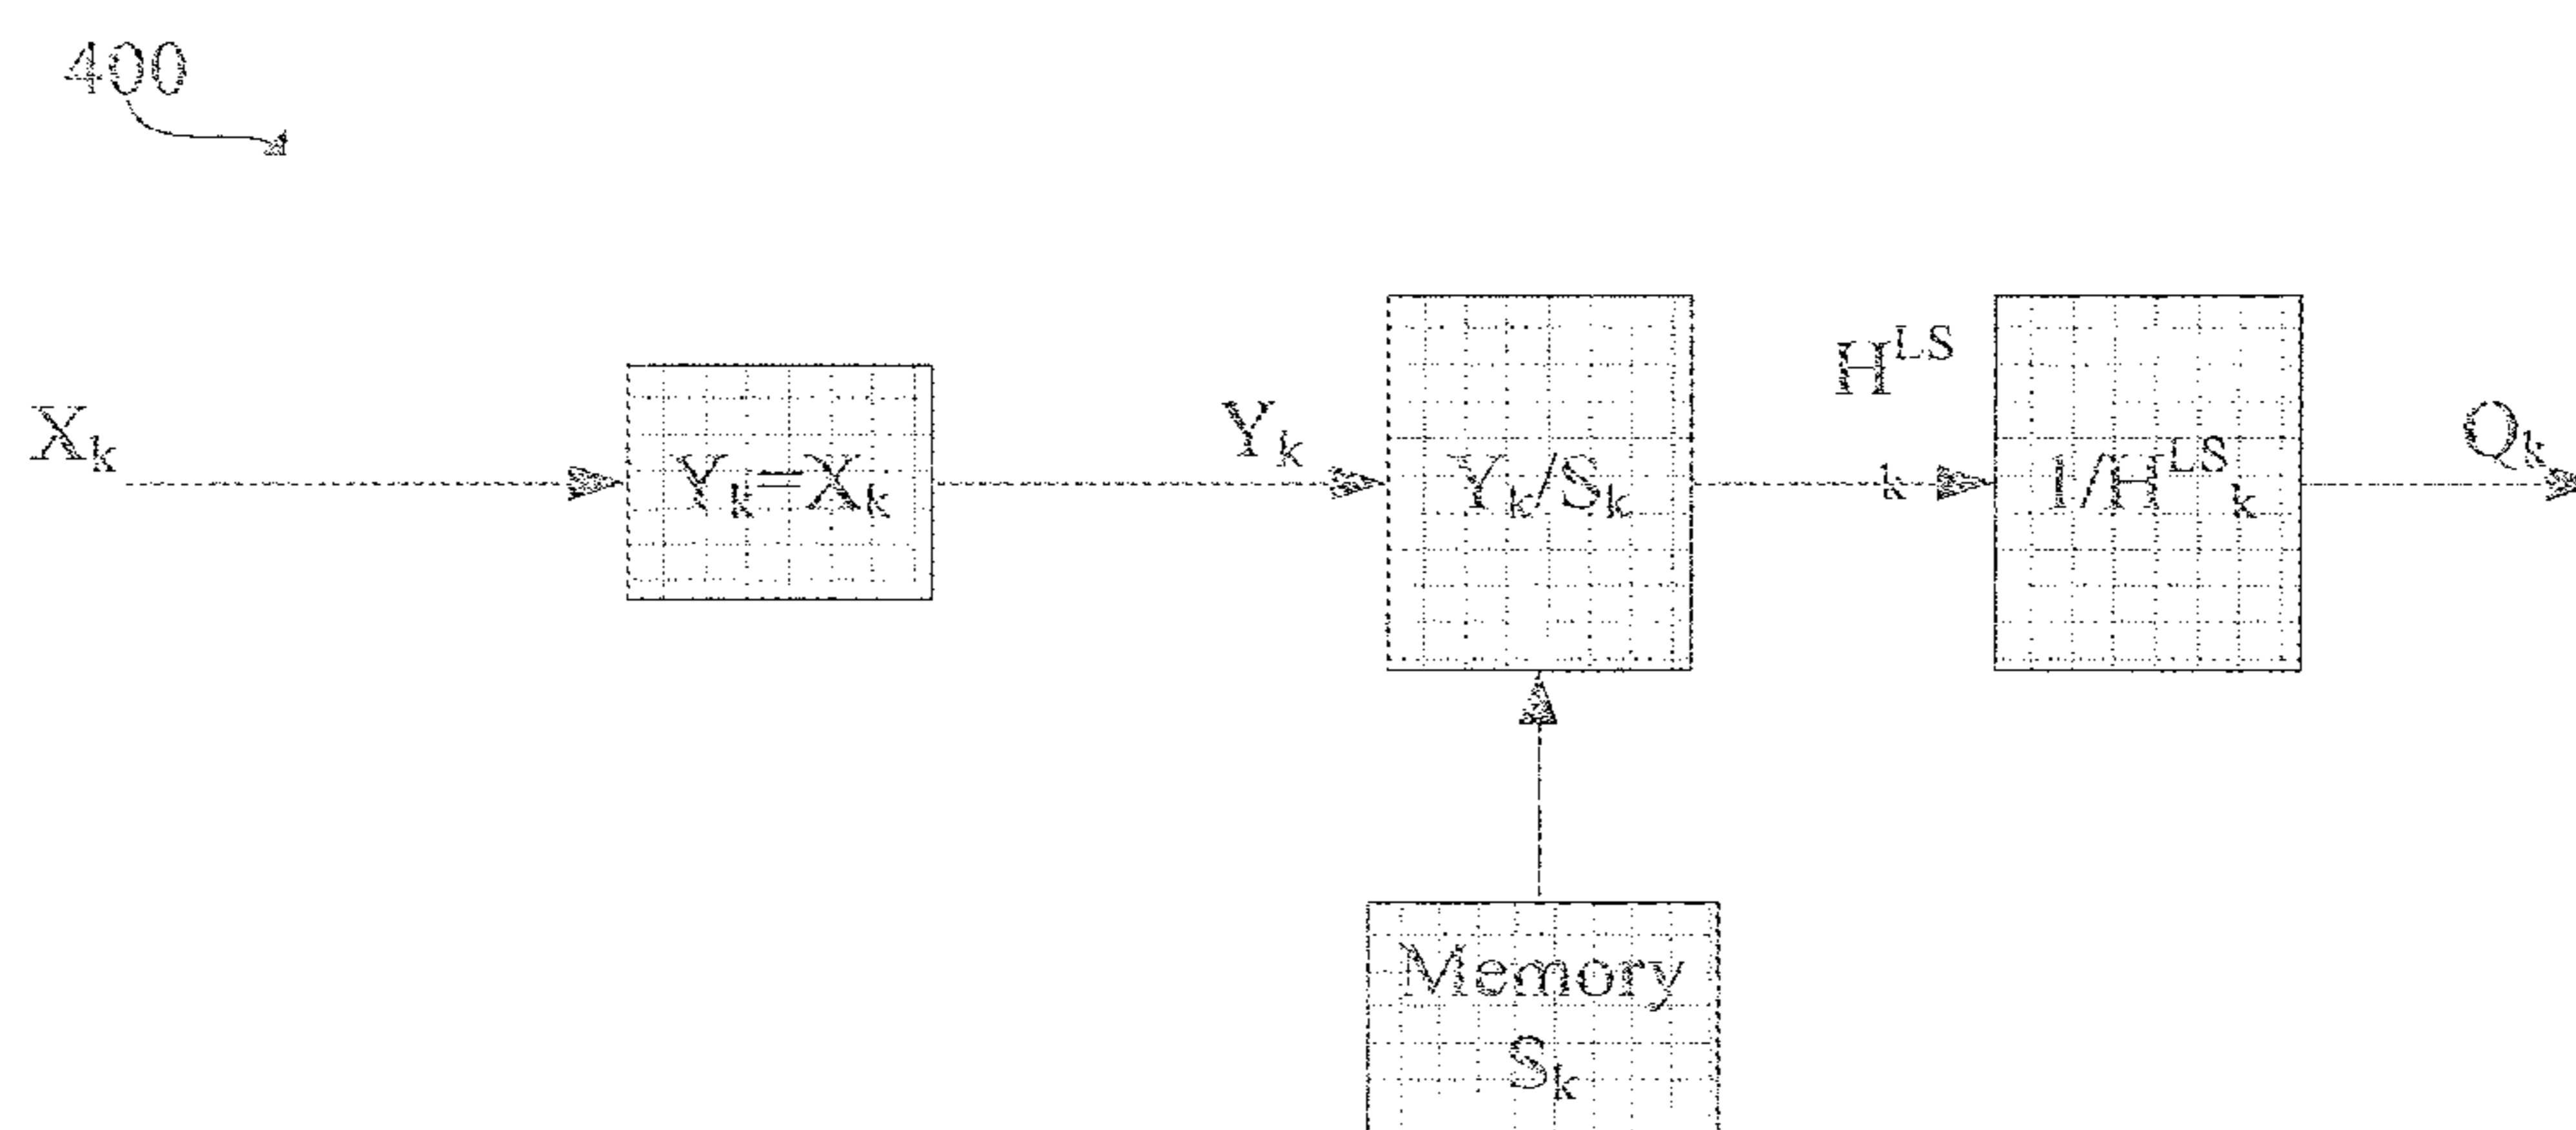 400
X_k
Y_k=X_k
Y_k
Y_k/S_k
H^LS
k
1/H^LS_k
Q_k
Memory
S_k